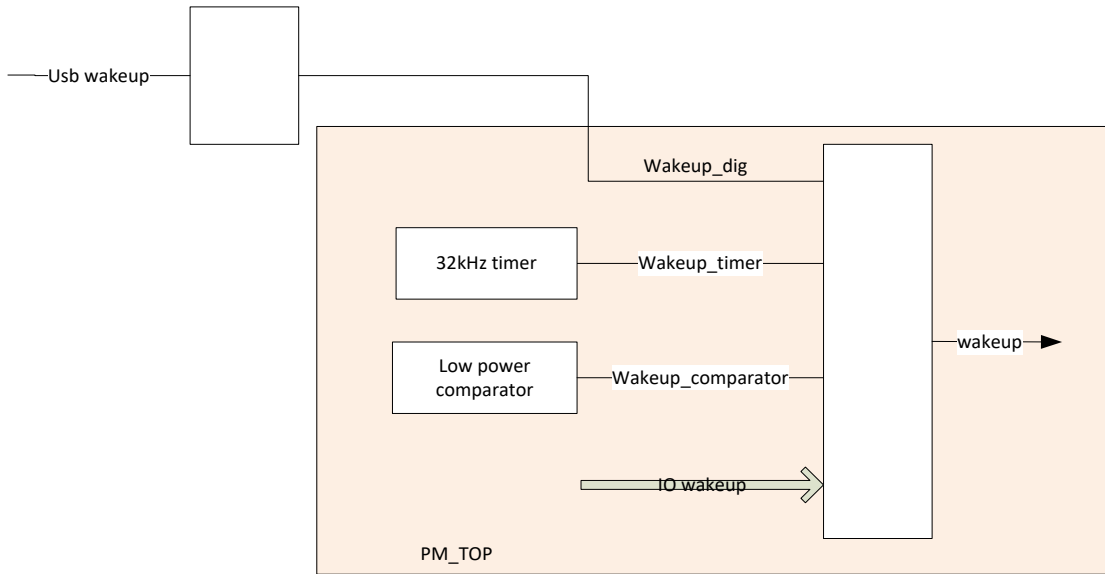 Usb wakeup
Wakeup_dig
32kHz timer
Wakeup_timer
wakeup
Low power
comparator
Wakeup_comparator
IO wakeup
PM_TOP